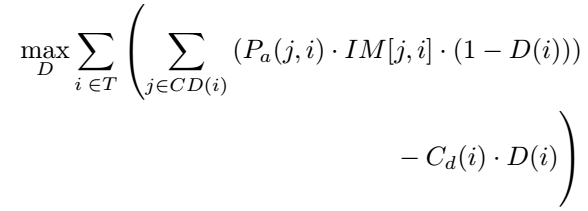 max_D ∑_{i ∈T} ( ∑_{j∈CD(i)} (P_a(j, i) · IM[j, i] · (1 − D(i)))
− C_d(i) · D(i) )